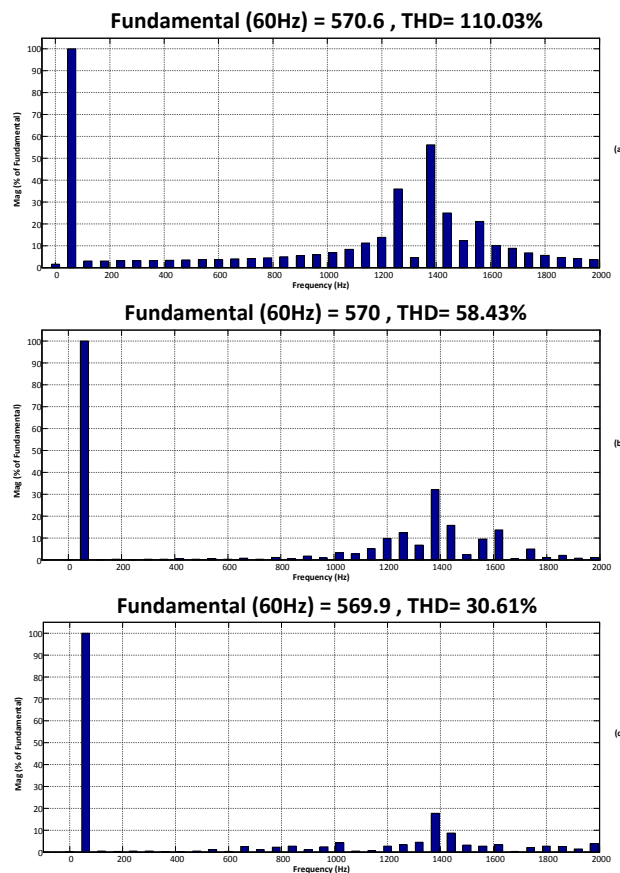 Fundamental (60Hz) = 570.6 , THD= 110.03%
100
90
80
70
60
50
40
30
20
10
0
Mag (% of Fundamental)
0 200 400 600 800 1000 1200 1400 1600 1800 2000
Frequency (Hz)
(a
Fundamental (60Hz) = 570 , THD= 58.43%
100
90
80
70
60
50
40
30
20
10
0
Mag (% of Fundamental)
0 200 400 600 800 1000 1200 1400 1600 1800 2000
Frequency (Hz)
(b
Fundamental (60Hz) = 569.9 , THD= 30.61%
100
90
80
70
60
50
40
30
20
10
0
Mag (% of Fundamental)
0 200 400 600 800 1000 1200 1400 1600 1800 2000
Frequency (Hz)
(c